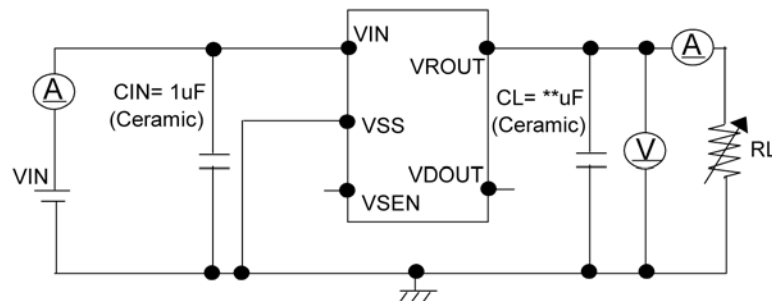 VIN
A
CIN= 1uF
(Ceramic)
VIN
VSS
VSEN
VROUT
VDOUT
CL= **uF
(Ceramic)
A
V
RL